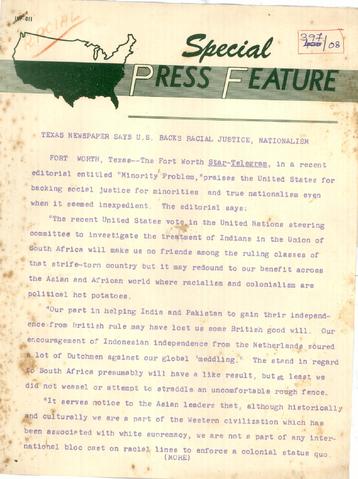 SPECIAL
Special
397
/08
PRESS FEATURE
TEXAS NEWSPAPER SAYS U.S. BACKS RACIAL JUSTICE, NATIONALISM
FORT WORTH, Texas--The Fort Worth Star-Telegram, in a recent
editorial entitled "Minority Problem," praises the United States for
backing social justice for minorities and true nationalism even
when it seemed inexpedient. The editorial says:
"The recent United States vote in the United Nations steering
committee to investigate the treatment of Indians in the Union of
South Africa will make us no friends among the ruling classes of
that strife-torn country but it may redound to our benefit across
the Asian and African world where racialism and colonialism are
political hot potatoes.
"Our part in helping India and Pakistan to gain their independ-
ence from British rule may have lost us some British good will. Our
encouragement of Indonesian independence from the Netherlands soured
a lot of Dutchmen against our global 'meddling.' The stand in regard
to South Africa presumably will have a like result, but at least we
did not weasel or attempt to straddle an uncomfortable rough fence.
"It serves notice to the Asian leaders that, although historically
and culturally we are a part of the Western civilization which has
been associated with white supremacy, we are not a part of any inter-
national bloc cast on racial lines to enforce a colonial status quo.
(MORE)